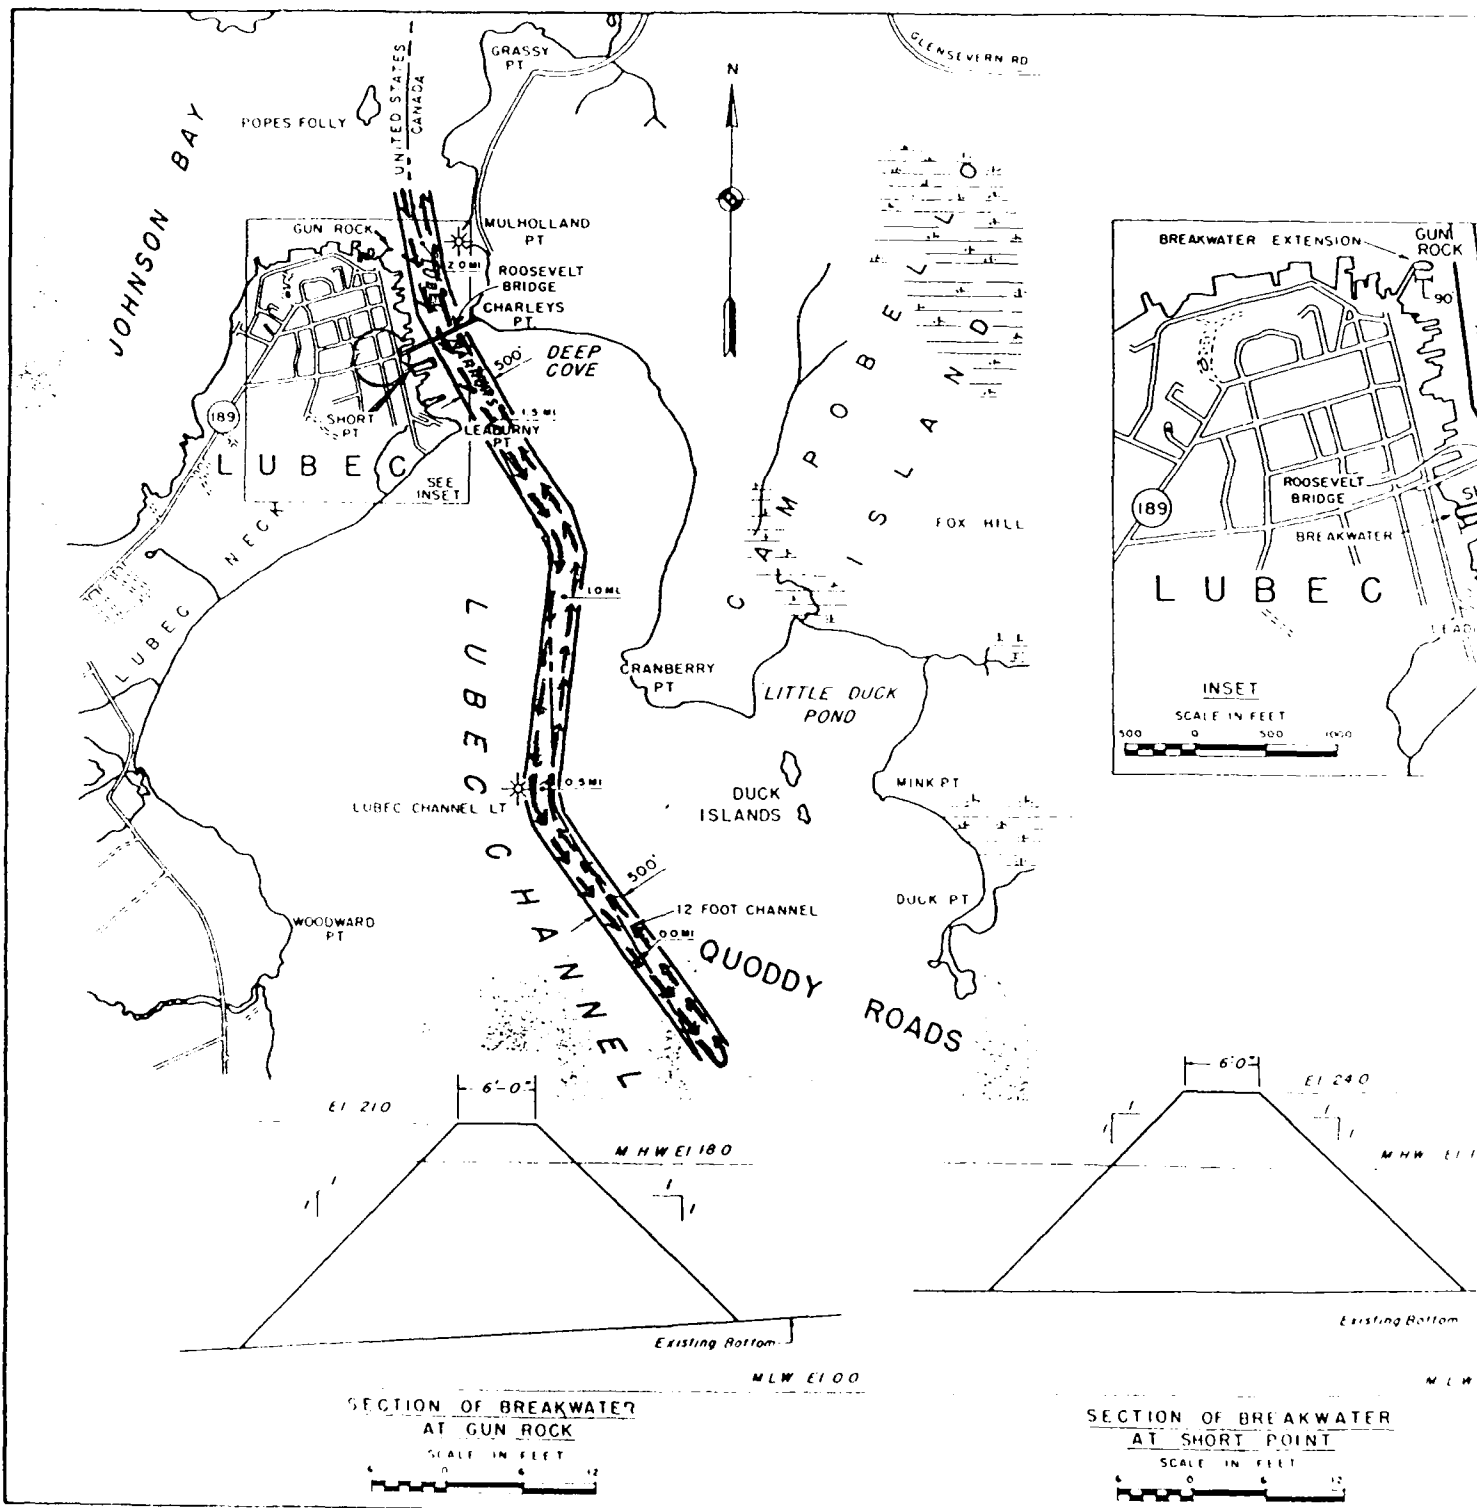 GLENSEVERN RD
GRASSY
PT
UNITED STATES
CANADA
POPES FOLLY
JOHNSON BAY
N
GUN ROCK
MULHOLLAND
PT
2.0 MI
ROOSEVELT
BRIDGE
CHARLEYS
PT
LUBEC
NARROWS
500'
DEEP
COVE
1.5 MI
SHORT
PT
LEADURNY
PT
189
LUBEC
SEE
INSET
LUBEC NECK
CAMPOBELLO
ISLAND
FOX HILL
1.0 MI
CRANBERRY
PT
LITTLE DUCK
POND
LUBEC CHANNEL
0.5 MI
LUBEC CHANNEL LT
DUCK
ISLANDS
MINK PT
500'
12 FOOT CHANNEL
0.0 MI
DUCK PT
WOODWARD
PT
QUODDY ROADS
BREAKWATER EXTENSION
GUN
ROCK
90'
189
ROOSEVELT
BRIDGE
BREAKWATER
LUBEC
INSET
SCALE IN FEET
500 0 500 1000
6'-0"
El 21.0
M H W El 18.0
1
1
1
1
Existing Bottom
MLW El 0.0
SECTION OF BREAKWATER
AT GUN ROCK
SCALE IN FEET
6 0 6 12
6'0"
El 24.0
1
1
1
1
M H W
Existing Bottom
M L W
SECTION OF BREAKWATER
AT SHORT POINT
SCALE IN FEET
6 0 6 12